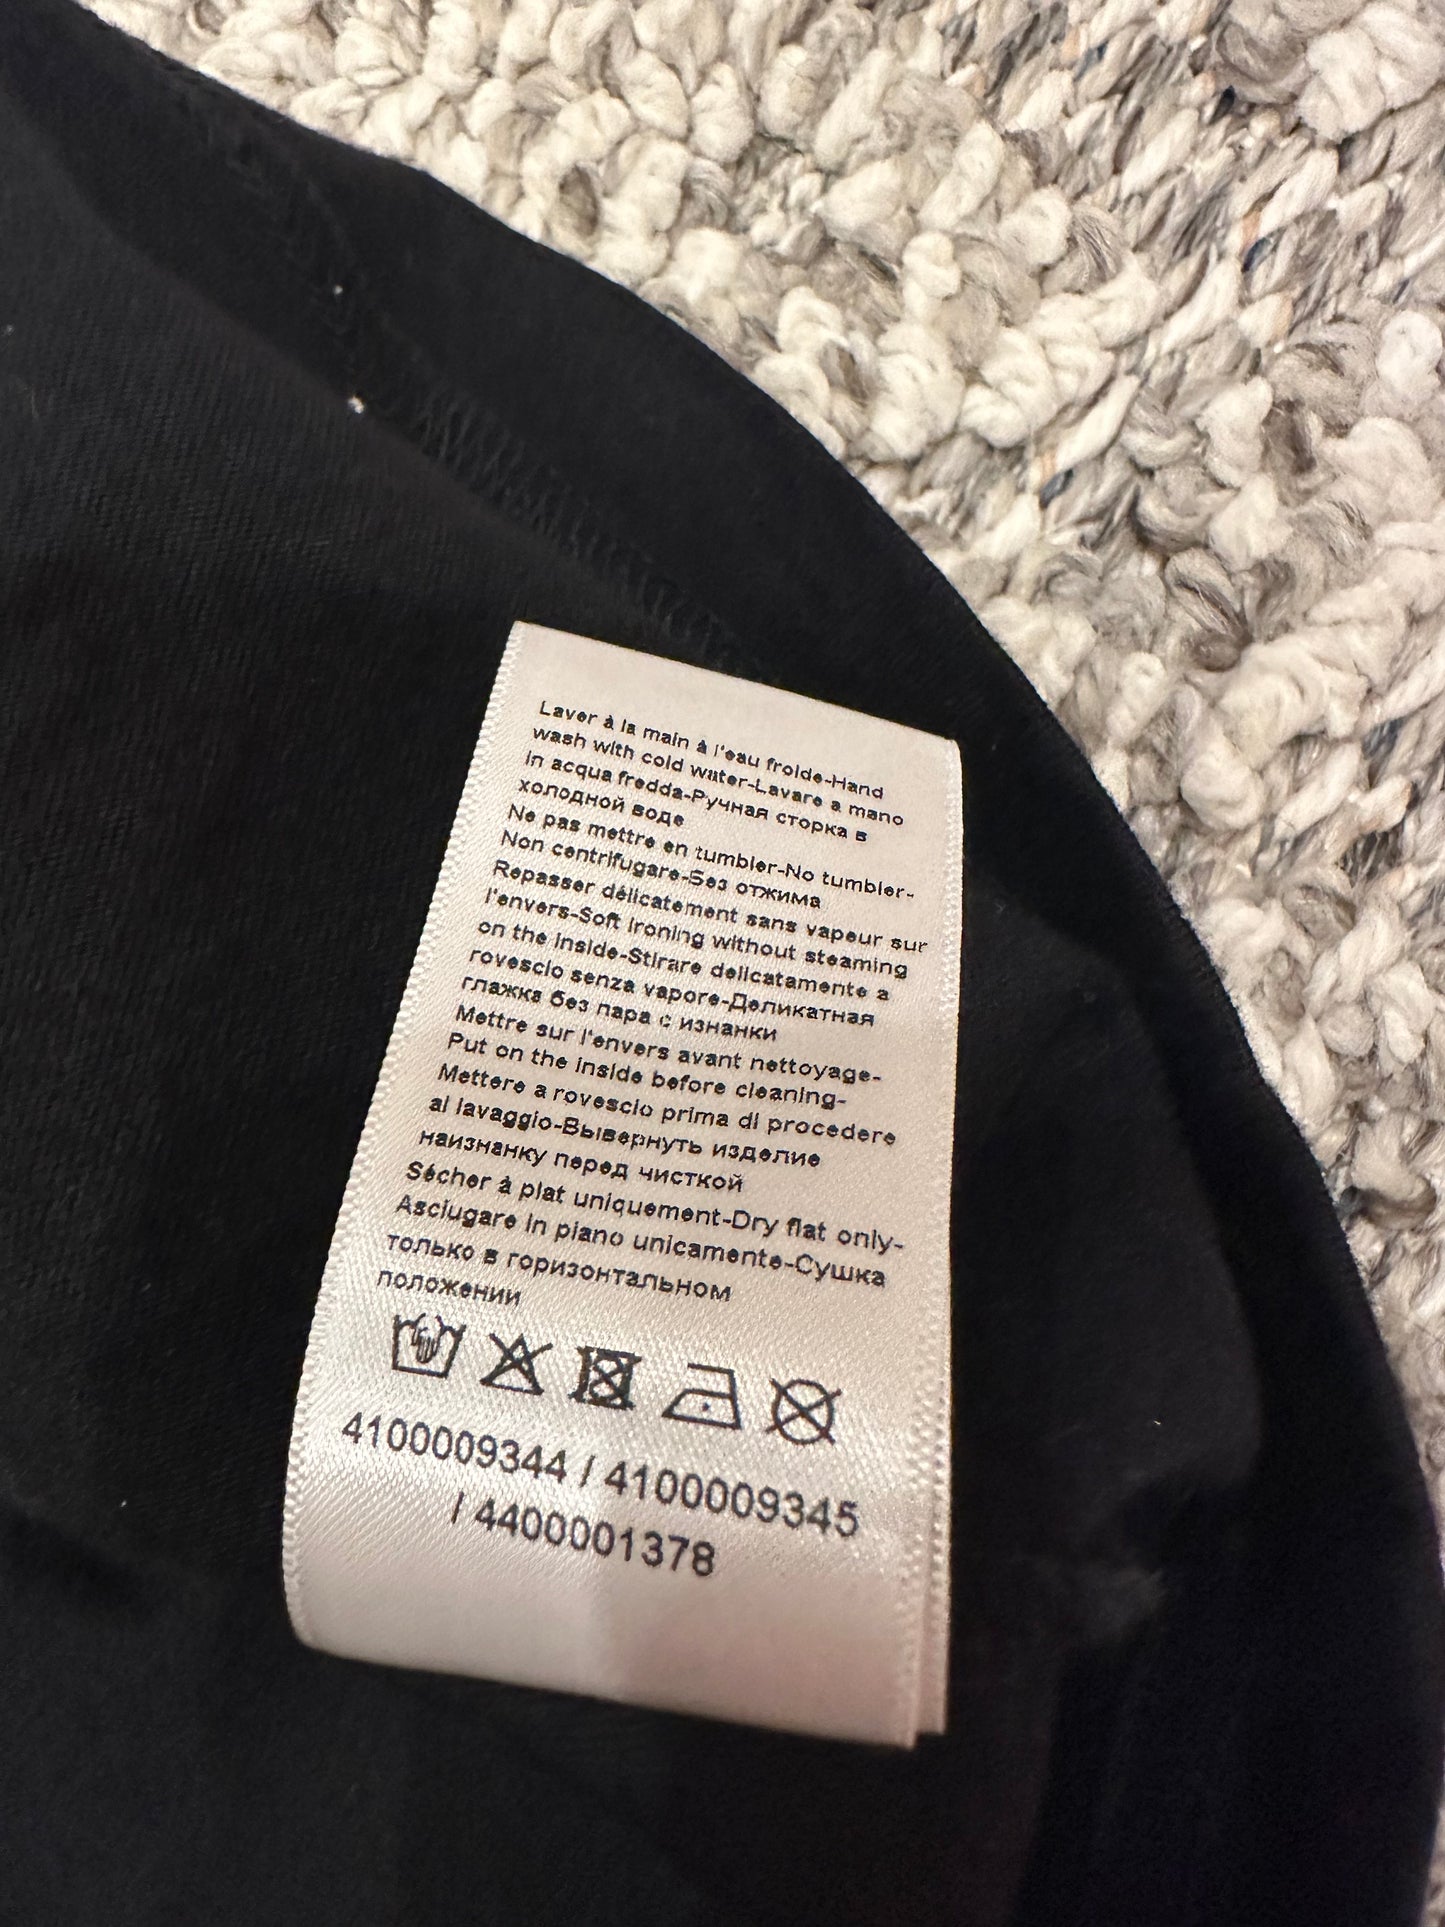 Laver à la main à l'eau froide-Hand
wash with cold water-Lavare a mano
in acqua fredda-Ручная сторка в
холодной воде
Ne pas mettre en tumbler-No tumbler-
Non centrifugare-Без отжима
Repasser délicatement sans vapeur sur
l'envers-Soft ironing without steaming
on the inside-Stirare delicatamente a
rovescio senza vapore-Деликатная
глажка без пара с изнанки
Mettre sur l'envers avant nettoyage-
Put on the inside before cleaning-
Mettere a rovescio prima di procedere
al lavaggio-Вывернуть изделие
наизнанку перед чисткой
Sécher à plat uniquement-Dry flat only-
Asciugare in piano unicamente-Сушка
только в горизонтальном
положении
4100009344 / 4100009345
/ 4400001378